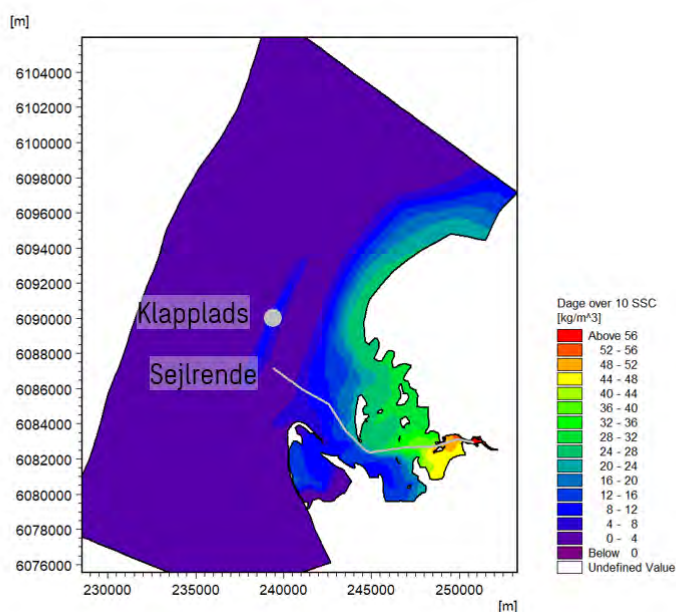 [m]
6104000
6102000
6100000
6098000
6096000
6094000
6092000
6090000
6088000
6086000
6084000
6082000
6080000
6078000
6076000
Klapplads
Sejlrende
230000 235000 240000 245000 250000
[m]
Dage over 10 SSC
[kg/m^3]
Above 56
52 - 56
48 - 52
44 - 48
40 - 44
36 - 40
32 - 36
28 - 32
24 - 28
20 - 24
16 - 20
12 - 16
8 - 12
4 - 8
0 - 4
Below 0
Undefined Value